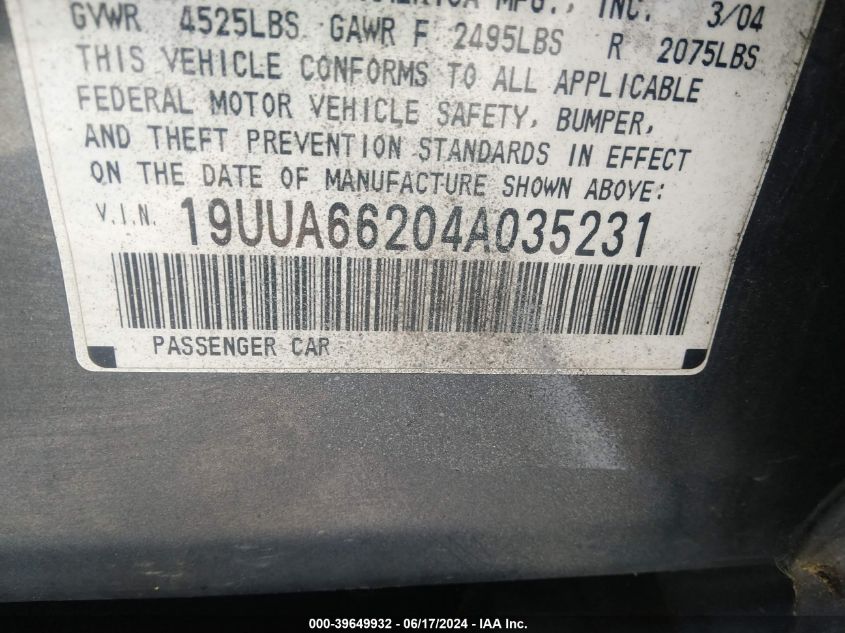 MFG., INC. 3/04
GVWR 4525LBS GAWR F 2495LBS R 2075LBS
THIS VEHICLE CONFORMS TO ALL APPLICABLE
FEDERAL MOTOR VEHICLE SAFETY, BUMPER,
AND THEFT PREVENTION STANDARDS IN EFFECT
ON THE DATE OF MANUFACTURE SHOWN ABOVE:
V.I.N. 19UUA66204A035231
PASSENGER CAR
000-39649932 - 06/17/2024 - IAA Inc.